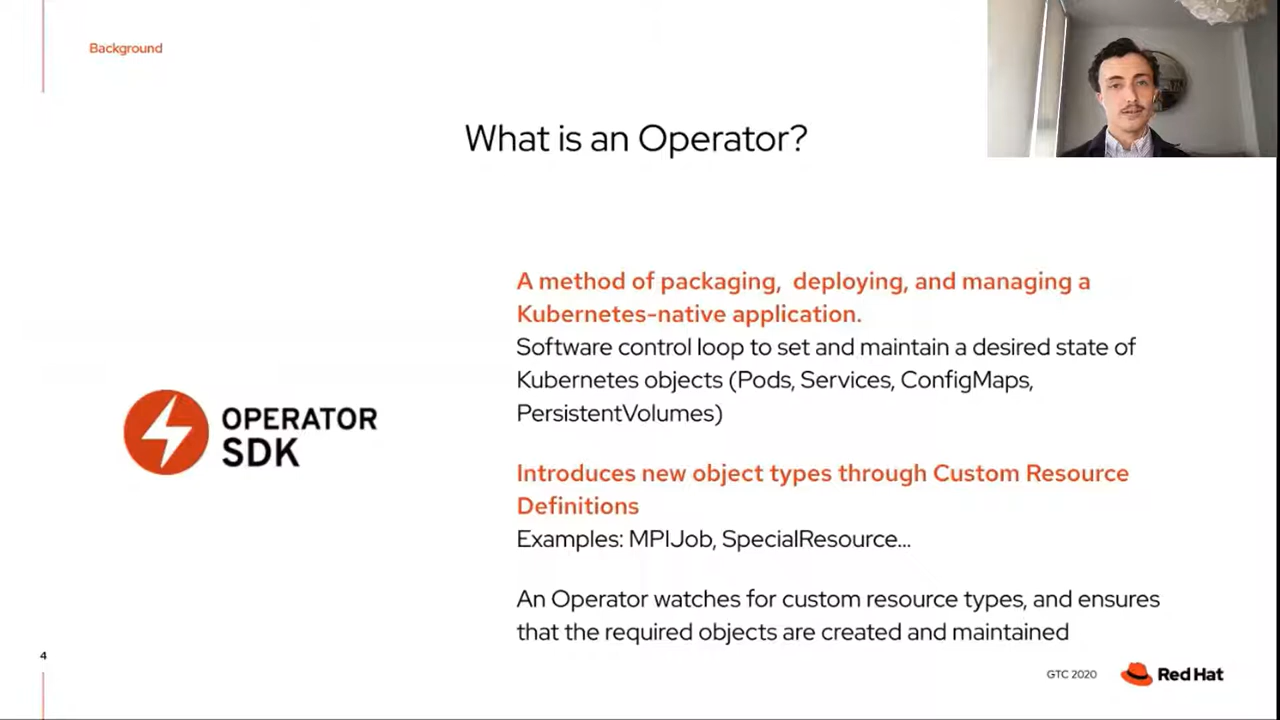 Background
What is an Operator?
A method of packaging,  deploying, and managing a
Kubernetes-native application.
Software control loop to set and maintain a desired state of
Kubernetes objects (Pods, Services, ConfigMaps,
PersistentVolumes)
OPERATOR
SDK
Introduces new object types through Custom Resource
Definitions
Examples: MPIJob, SpecialResource...
An Operator watches for custom resource types, and ensures
that the required objects are created and maintained
4
GTC 2020
Red Hat